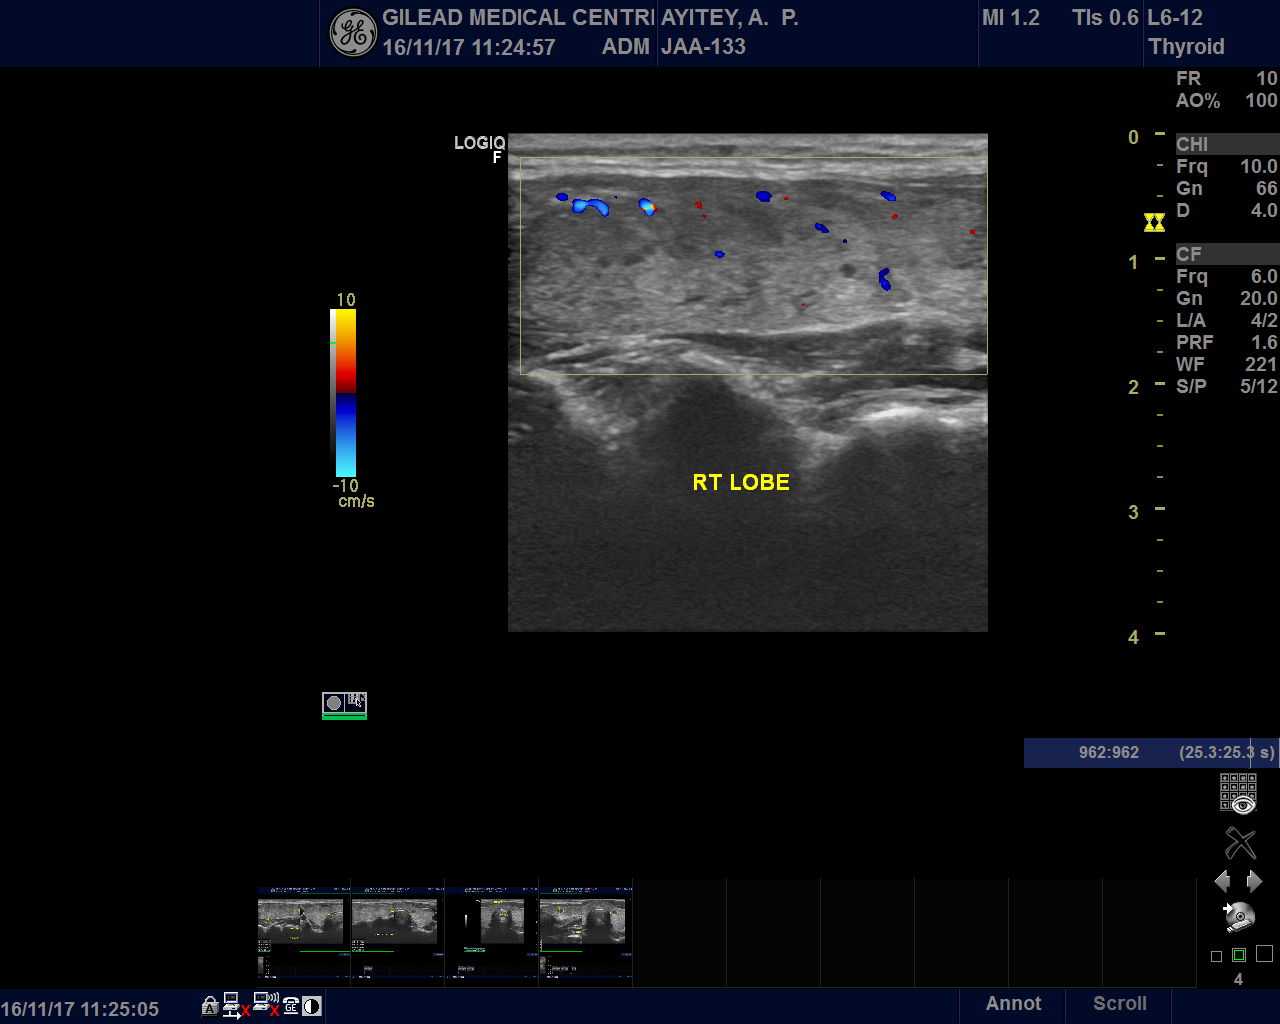 GILEAD MEDICAL CENTR
AYITEY, A. P.
MI 1.2 TIs 0.6 L6-12
16/11/17 11:24:57 ADM JAA-133
Thyroid
FR 10
AO% 100
CHI
Frq 10.0
Gn 66
D 4.0
CF
Frq 6.0
Gn 20.0
L/A 4/2
PRF 1.6
WF 221
S/P 5/12
LOGIQ
F
0
1
2
3
4
10
-10
cm/s
RT LOBE
962:962 (25.3:25.3 s)
4
16/11/17 11:25:05
A
GE
Annot Scroll